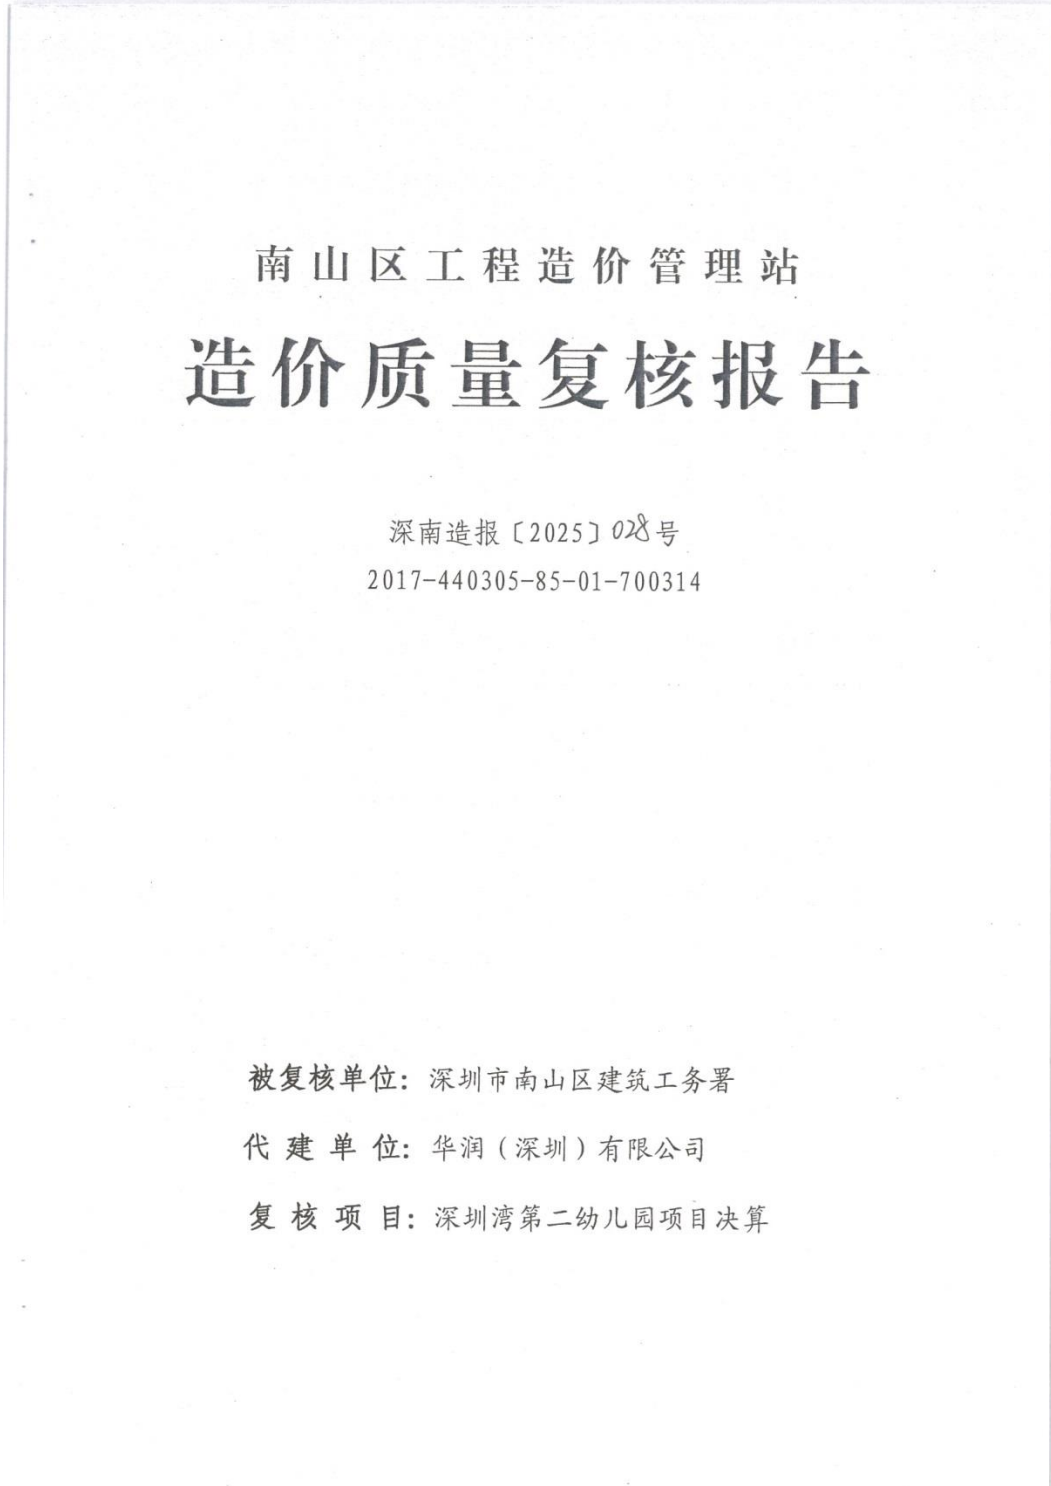 南山区工程造价管理站
造价质量复核报告
深南造报〔2025〕028号
2017-440305-85-01-700314
被复核单位：深圳市南山区建筑工务署
代建单位：华润（深圳）有限公司
复核项目：深圳湾第二幼儿园项目决算